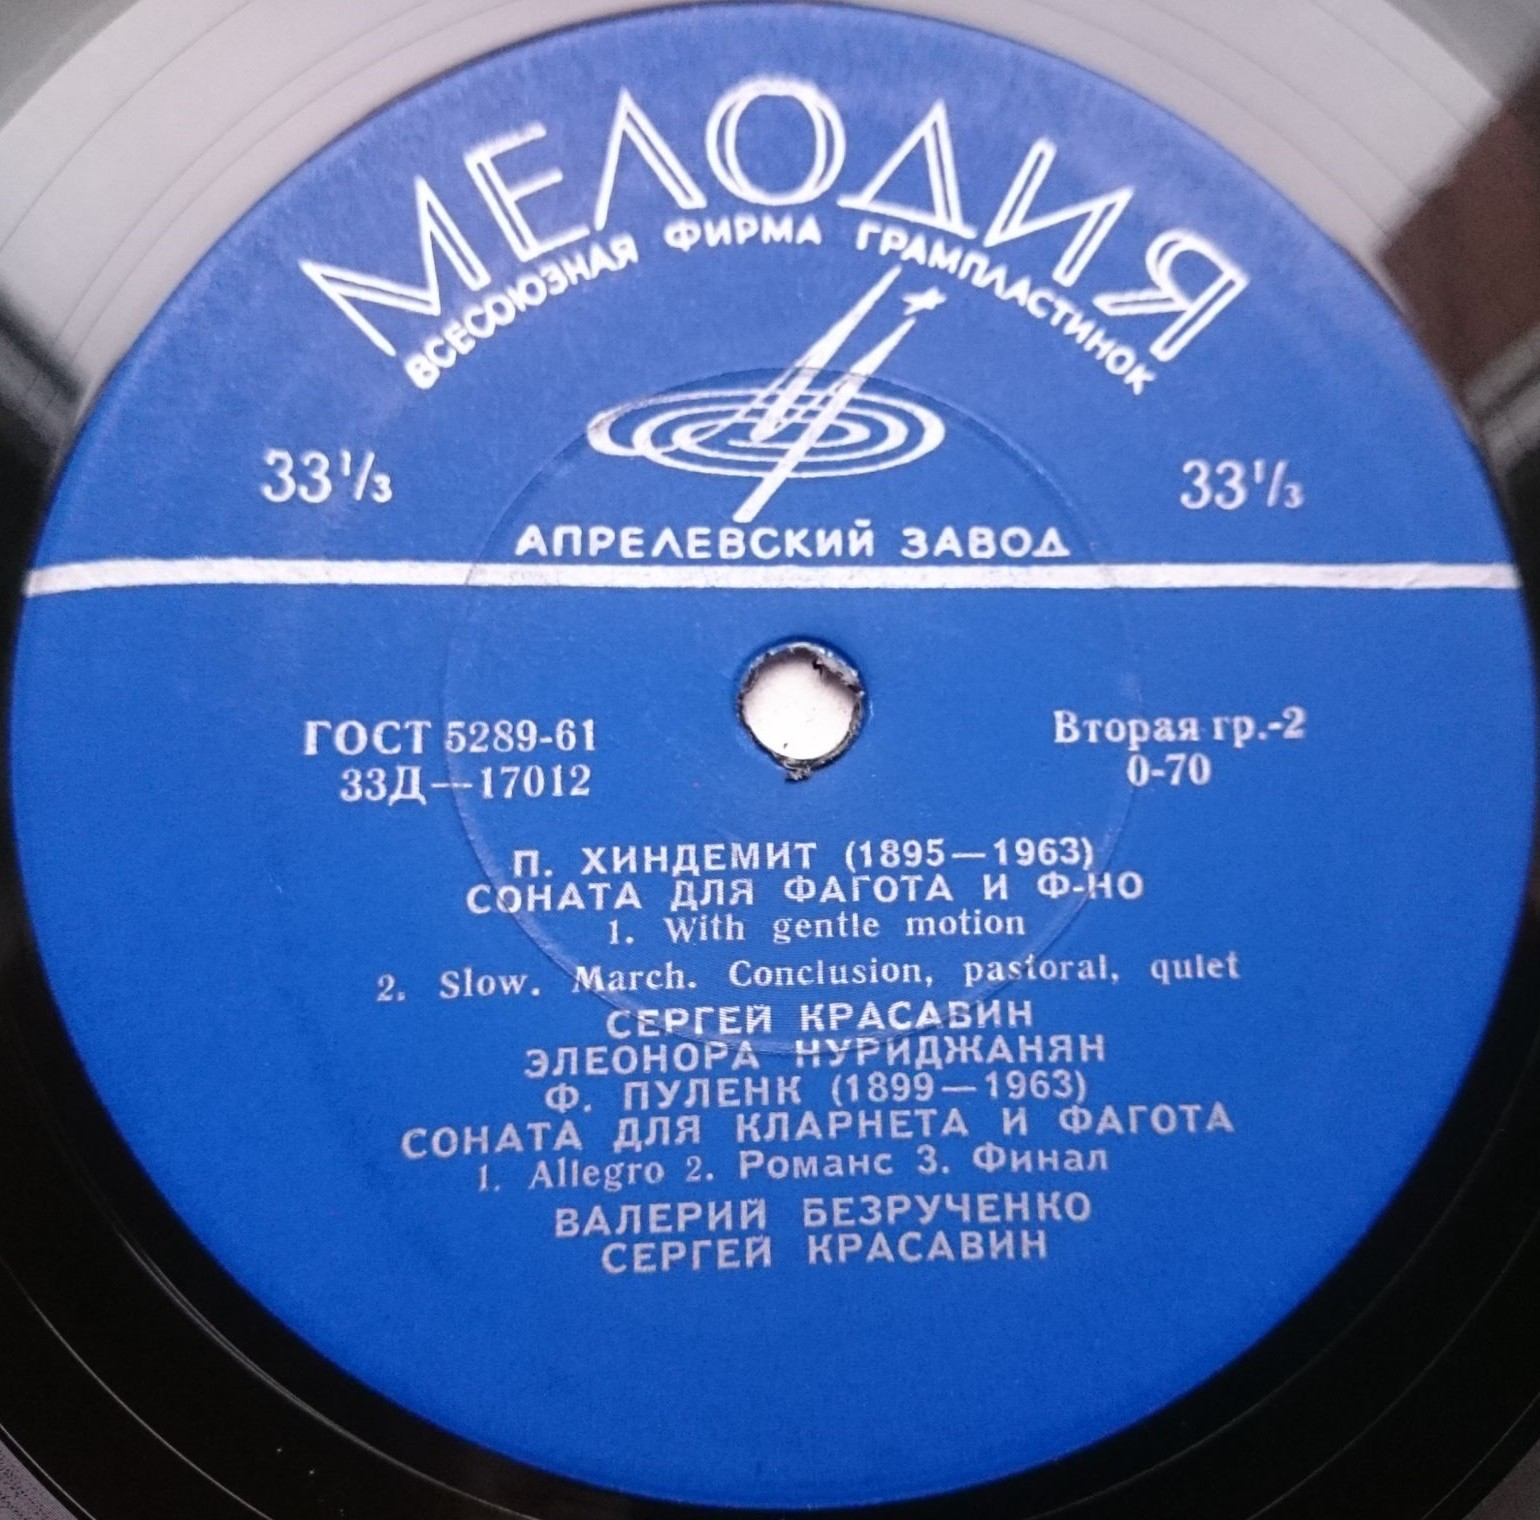 МЕЛОДИЯ
ВСЕСОЮЗНАЯ ФИРМА ГРАМПЛАСТИНОК
33⅓ 33⅓
АПРЕЛЕВСКИЙ ЗАВОД
ГОСТ 5289-61 Вторая гр.-2
33Д—17012 0-70
П. ХИНДЕМИТ (1895—1963)
СОНАТА ДЛЯ ФАГОТА И Ф-НО
1. With gentle motion
2. Slow. March. Conclusion, pastoral, quiet
СЕРГЕЙ КРАСАВИН
ЭЛЕОНОРА НУРИДЖАНЯН
Ф. ПУЛЕНК (1899—1963)
СОНАТА ДЛЯ КЛАРНЕТА И ФАГОТА
1. Allegro 2. Романс 3. Финал
ВАЛЕРИЙ БЕЗРУЧЕНКО
СЕРГЕЙ КРАСАВИН